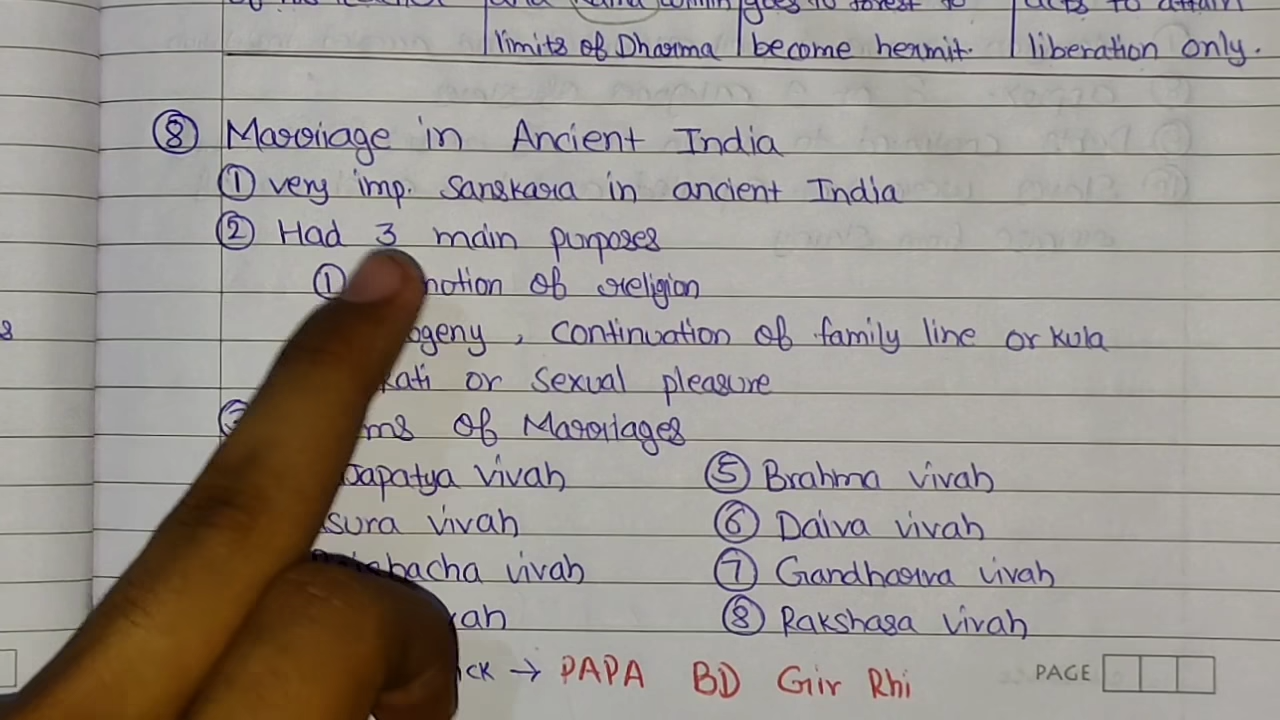 limits of Dharma become hermit. liberation only.
⑧ Marriage in Ancient India
① very imp. Sanskara in ancient India
② Had 3 main purposes
① of religion
, continuation of family line or kula
or sexual pleasure
of Marriages
vivah ⑤ Brahma vivah
vivah ⑥ Daiva vivah
vivah ⑦ Gandharva vivah
⑧ Rakshasa vivah
→ PAPA BD Gir Rhi PAGE